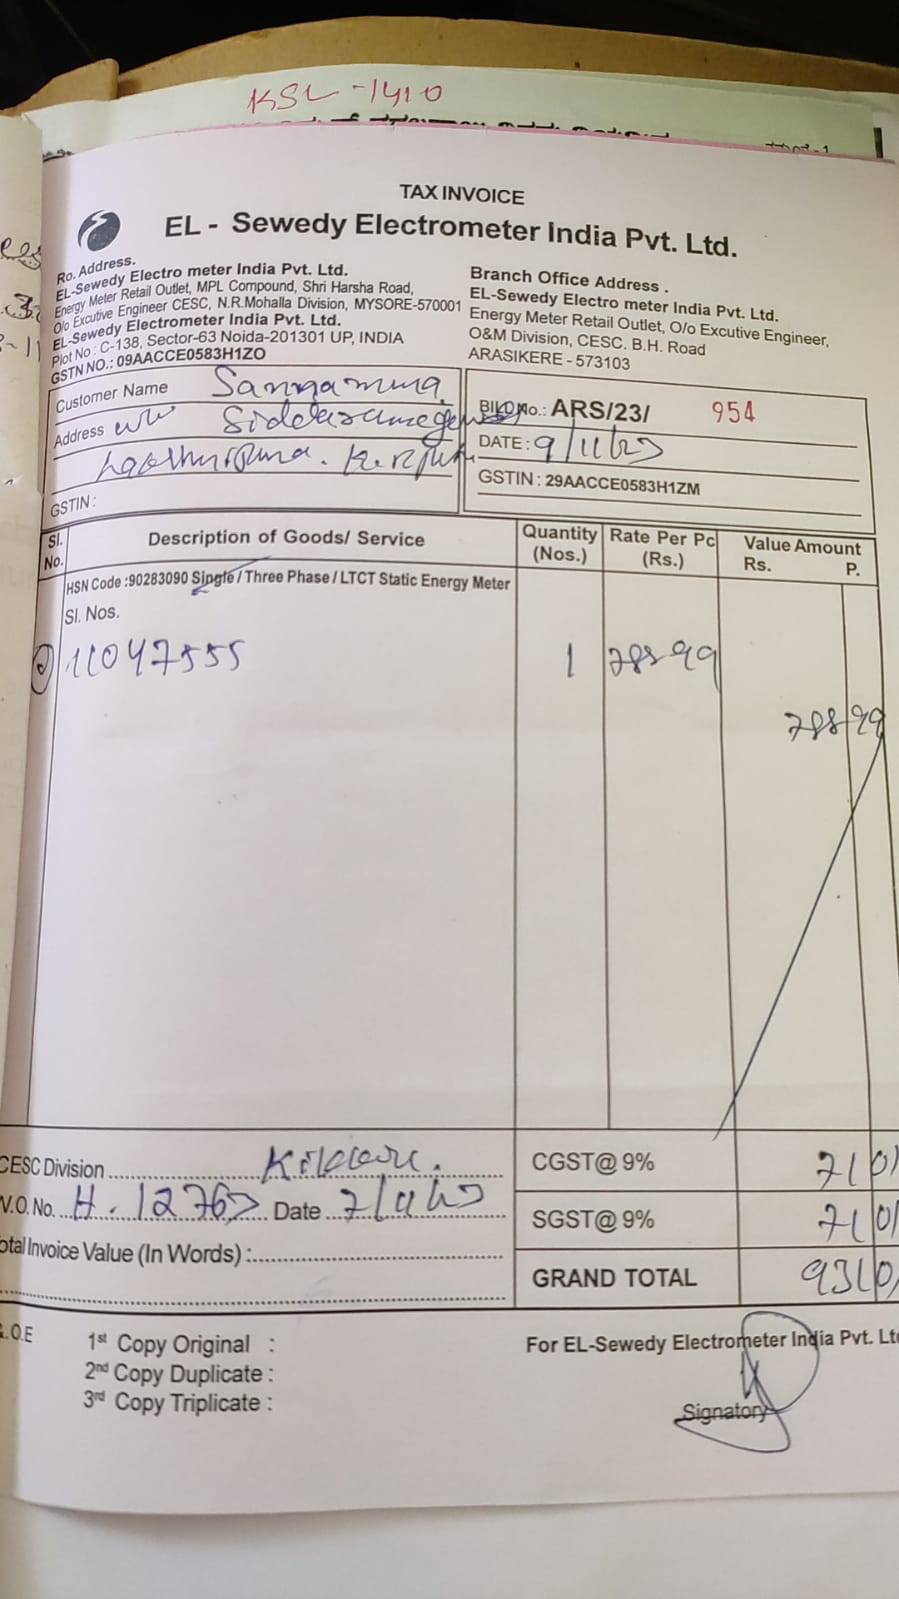 KSL -1410
TAX INVOICE
EL - Sewedy Electrometer India Pvt. Ltd.
Ro. Address.
EL-Sewedy Electro meter India Pvt. Ltd.
Energy Meter Retail Outlet, MPL Compound, Shri Harsha Road,
O/o Excutive Engineer CESC, N.R.Mohalla Division, MYSORE-570001
EL-Sewedy Electrometer India Pvt. Ltd.
Plot No : C-138, Sector-63 Noida-201301 UP, INDIA
GSTN NO.: 09AACCE0583H1ZO
Branch Office Address .
EL-Sewedy Electro meter India Pvt. Ltd.
Energy Meter Retail Outlet, O/o Excutive Engineer,
O&M Division, CESC. B.H. Road
ARASIKERE - 573103
Customer Name
Address
GSTIN :
No.: ARS/23/ 954
DATE : 9/11/23
GSTIN : 29AACCE0583H1ZM
Sl. No. Description of Goods/ Service Quantity (Nos.) Rate Per Pc (Rs.) Value Amount Rs. P.
HSN Code :90283090 Single / Three Phase / LTCT Static Energy Meter
Sl. Nos.
11047555 1 788 99
788 99
CESC Division
W.O. No. Date
Total Invoice Value (In Words) :
CGST@ 9% 71 01
SGST@ 9% 71 01
GRAND TOTAL 931 0
E.O.E
1st Copy Original :
2nd Copy Duplicate :
3rd Copy Triplicate :
For EL-Sewedy Electrometer India Pvt. Ltd
Signatory